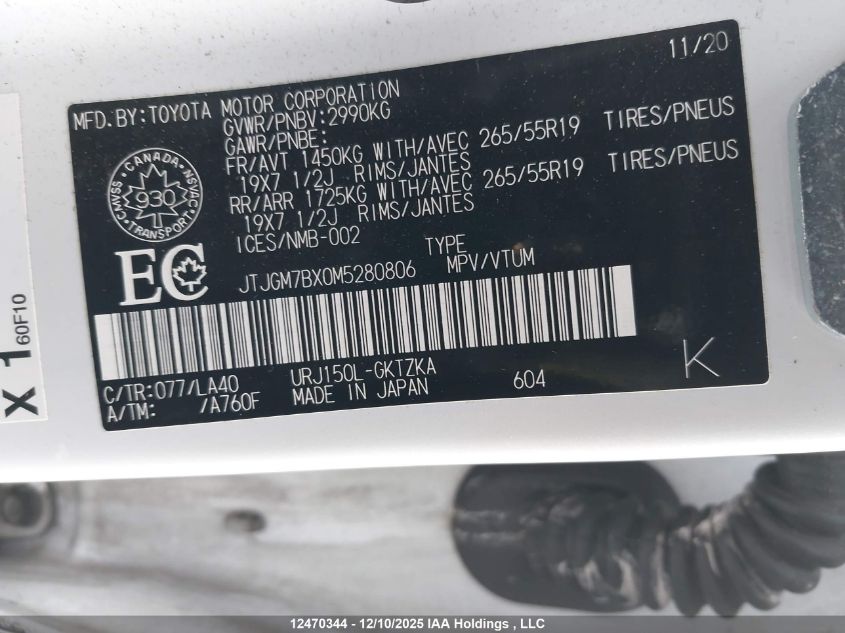 11/20
MFD.BY:TOYOTA MOTOR CORPORATION
GVWR/PNBV:2990KG
GAWR/PNBE:
FR/AVT 1450KG WITH/AVEC 265/55R19 TIRES/PNEUS
19X7 1/2J RIMS/JANTES
RR/ARR 1725KG WITH/AVEC 265/55R19 TIRES/PNEUS
19X7 1/2J RIMS/JANTES
ICES/NMB-002
CANADA
CMVSS 930 NSVAC
TRANSPORT
EC
TYPE
JTJGM7BX0M5280806 MPV/VTUM
C/TR:077/LA40 URJ150L-GKTZKA
A/TM: /A760F MADE IN JAPAN 604 K
X 1
60F10
12470344 - 12/10/2025 IAA Holdings , LLC